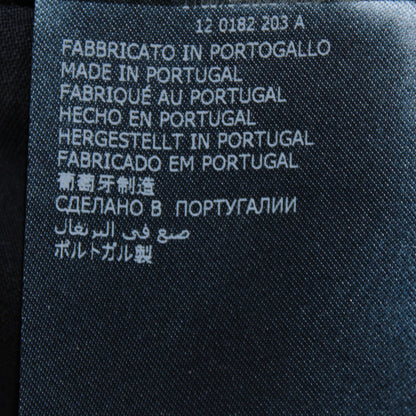 12 0182 203 A
FABBRICATO IN PORTOGALLO
MADE IN PORTUGAL
FABRIQUÉ AU PORTUGAL
HECHO EN PORTUGAL
HERGESTELLT IN PORTUGAL
FABRICADO EM PORTUGAL
葡萄牙制造
СДЕЛАНО В ПОРТУГАЛИИ
صنع في البرتغال
ポルトガル製